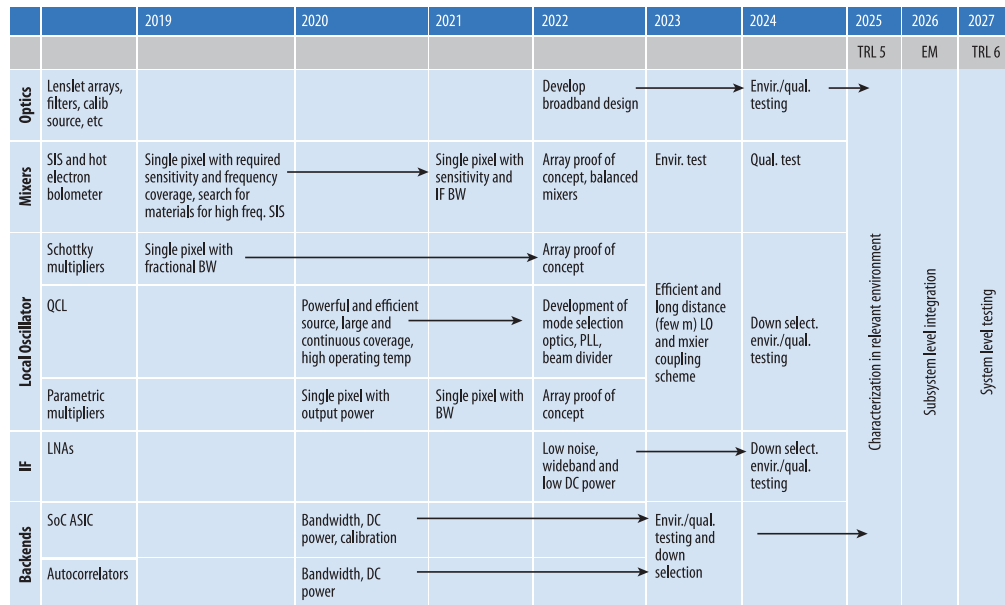 2019 2020 2021 2022 2023 2024 2025 2026 2027
TRL 5 EM TRL 6
Optics
Lenslet arrays,
filters, calib
source, etc
Develop
broadband design
Envir./qual.
testing
Mixers
SIS and hot
electron
bolometer
Single pixel with required
sensitivity and frequency
coverage, search for
materials for high freq. SIS
Single pixel with
sensitivity and
IF BW
Array proof of
concept, balanced
mixers
Envir. test
Qual. test
Local Oscillator
Schottky
multipliers
Single pixel with
fractional BW
Array proof of
concept
QCL
Powerful and efficient
source, large and
continuous coverage,
high operating temp
Development of
mode selection
optics, PLL,
beam divider
Parametric
multipliers
Single pixel with
output power
Single pixel with
BW
Array proof of
concept
Efficient and
long distance
(few m) LO
and mxier
coupling
scheme
Down select.
envir./qual.
testing
IF
LNAs
Low noise,
wideband and
low DC power
Down select.
envir./qual.
testing
Backends
SoC ASIC
Bandwidth, DC
power, calibration
Autocorrelators
Bandwidth, DC
power
Envir./qual.
testing and
down
selection
Characterization in relevant environment
Subsystem level integration
System level testing